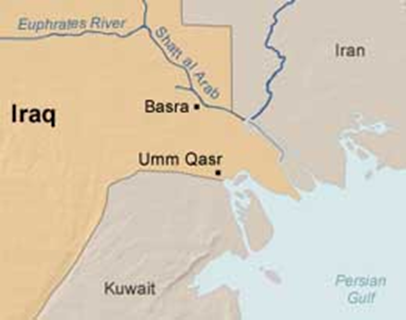 Euphrates River
Shatt al Arab
Iran
Basra
Iraq
Umm Qasr
Kuwait
Persian
Gulf